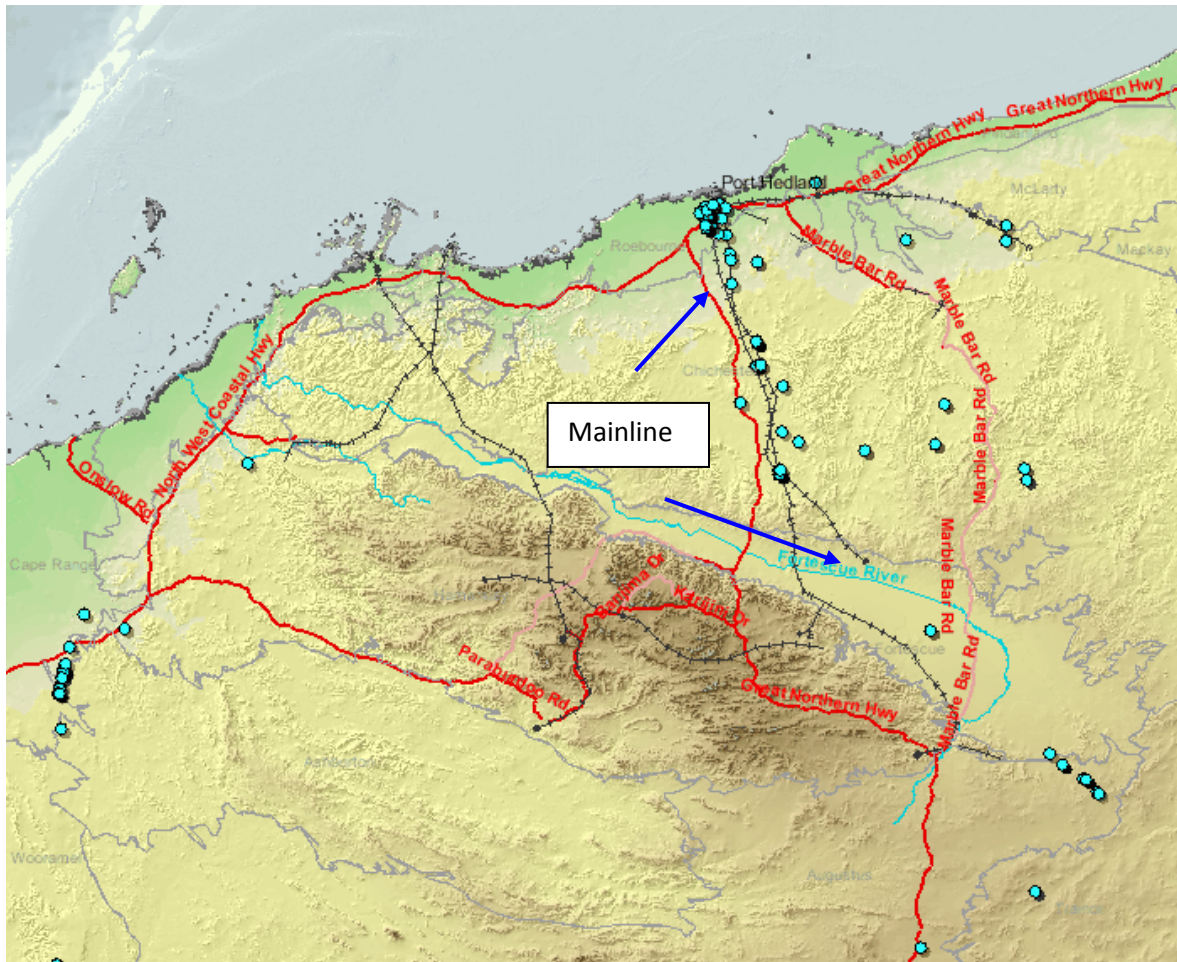 Great Northern Hwy
Great Northern Hwy
Port Hedland
McLarty
Mackay
Roebourne
Marble Bar Rd
Marble Bar Rd
Chichester
North West Coastal Hwy
Mainline
Marble Bar Rd
Onslow Rd
Marble Bar Rd
Cape Range
Fortescue River
Karijini Dr
Fortescue
Paraburdoo Rd
Marble Bar Rd
Great Northern Hwy
Ashburton
Wooramel
Augustus